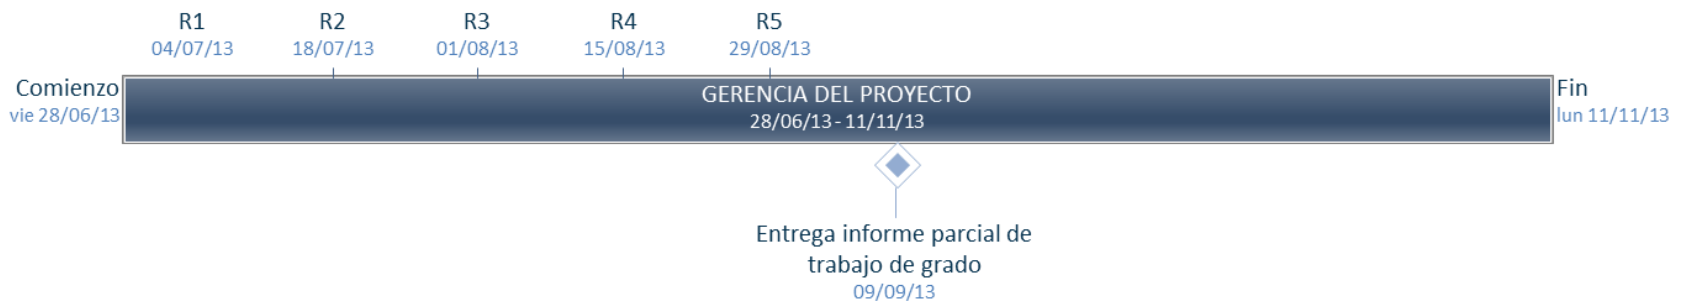 R1
04/07/13
R2
18/07/13
R3
01/08/13
R4
15/08/13
R5
29/08/13
Comienzo
vie 28/06/13
GERENCIA DEL PROYECTO
28/06/13 - 11/11/13
Fin
lun 11/11/13
Entrega informe parcial de
trabajo de grado
09/09/13